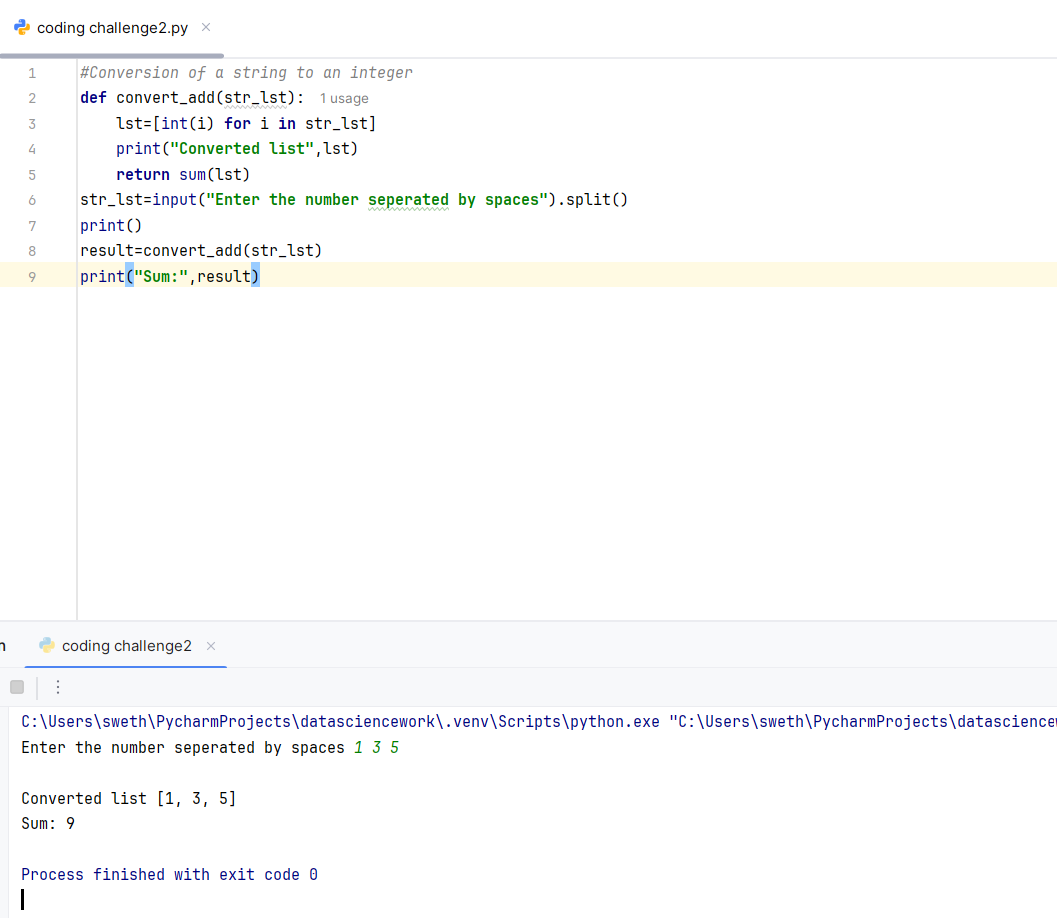 coding challenge2.py
1 #Conversion of a string to an integer
2 def convert_add(str_lst): 1 usage
3     lst=[int(i) for i in str_lst]
4     print("Converted list",lst)
5     return sum(lst)
6 str_lst=input("Enter the number seperated by spaces").split()
7 print()
8 result=convert_add(str_lst)
9 print("Sum:",result)
n coding challenge2
C:\Users\sweth\PycharmProjects\datasciencework\.venv\Scripts\python.exe "C:\Users\sweth\PycharmProjects\datasciencew
Enter the number seperated by spaces 1 3 5
Converted list [1, 3, 5]
Sum: 9
Process finished with exit code 0